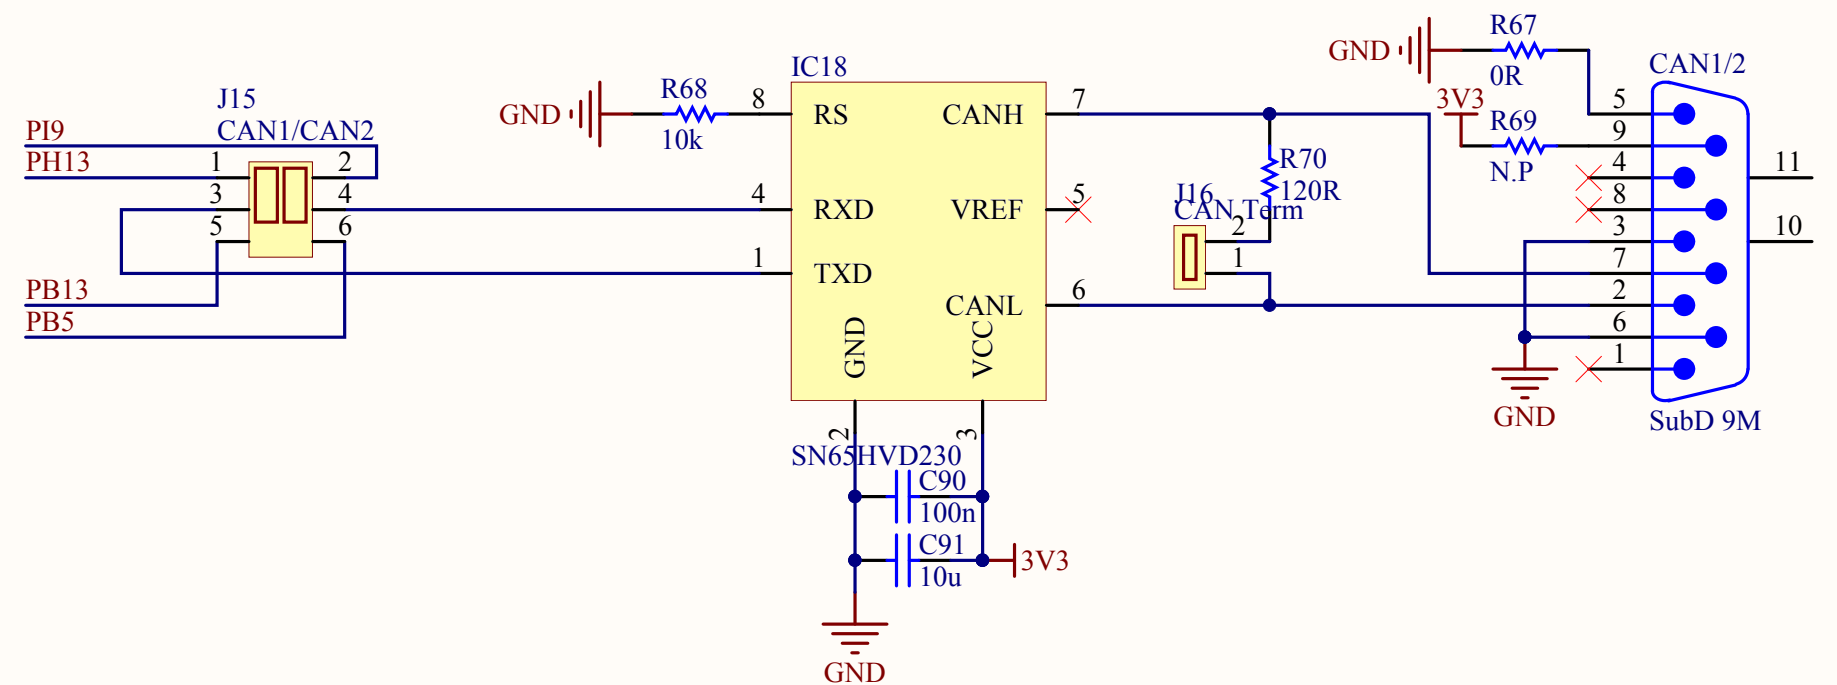 J15
CAN1/CAN2
PI9
PH13
1
2
3
4
5
6
PB13
PB5
GND
R68
10k
8
4
1
IC18
RS
CANH
RXD
VREF
TXD
CANL
GND
VCC
7
5
6
2
3
SN65HVD230
C90
100n
C91
10u
3V3
GND
R70
120R
J16
CAN Term
2
1
GND
R67
0R
3V3
R69
N.P
CAN1/2
5
9
4
8
3
7
2
6
1
11
10
GND
SubD 9M